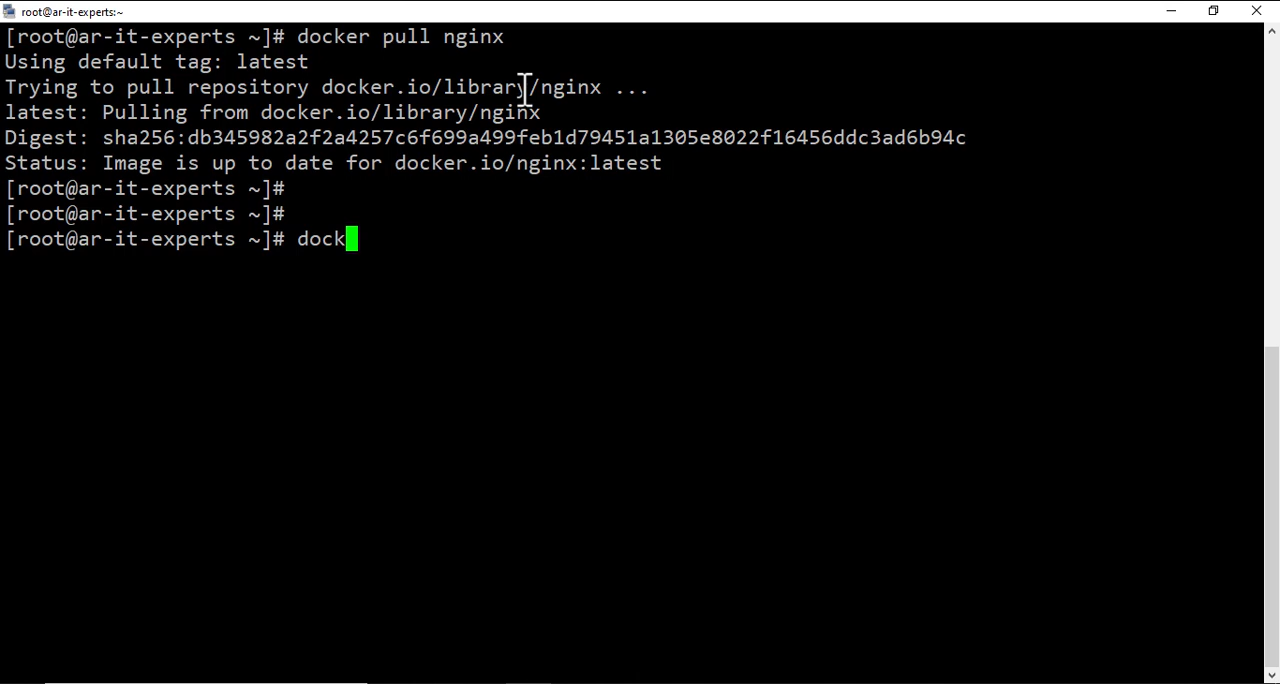 root@ar-it-experts:~
[root@ar-it-experts ~]# docker pull nginx
Using default tag: latest
Trying to pull repository docker.io/library/nginx ...
latest: Pulling from docker.io/library/nginx
Digest: sha256:db345982a2f2a4257c6f699a499feb1d79451a1305e8022f16456ddc3ad6b94c
Status: Image is up to date for docker.io/nginx:latest
[root@ar-it-experts ~]#
[root@ar-it-experts ~]#
[root@ar-it-experts ~]# dock